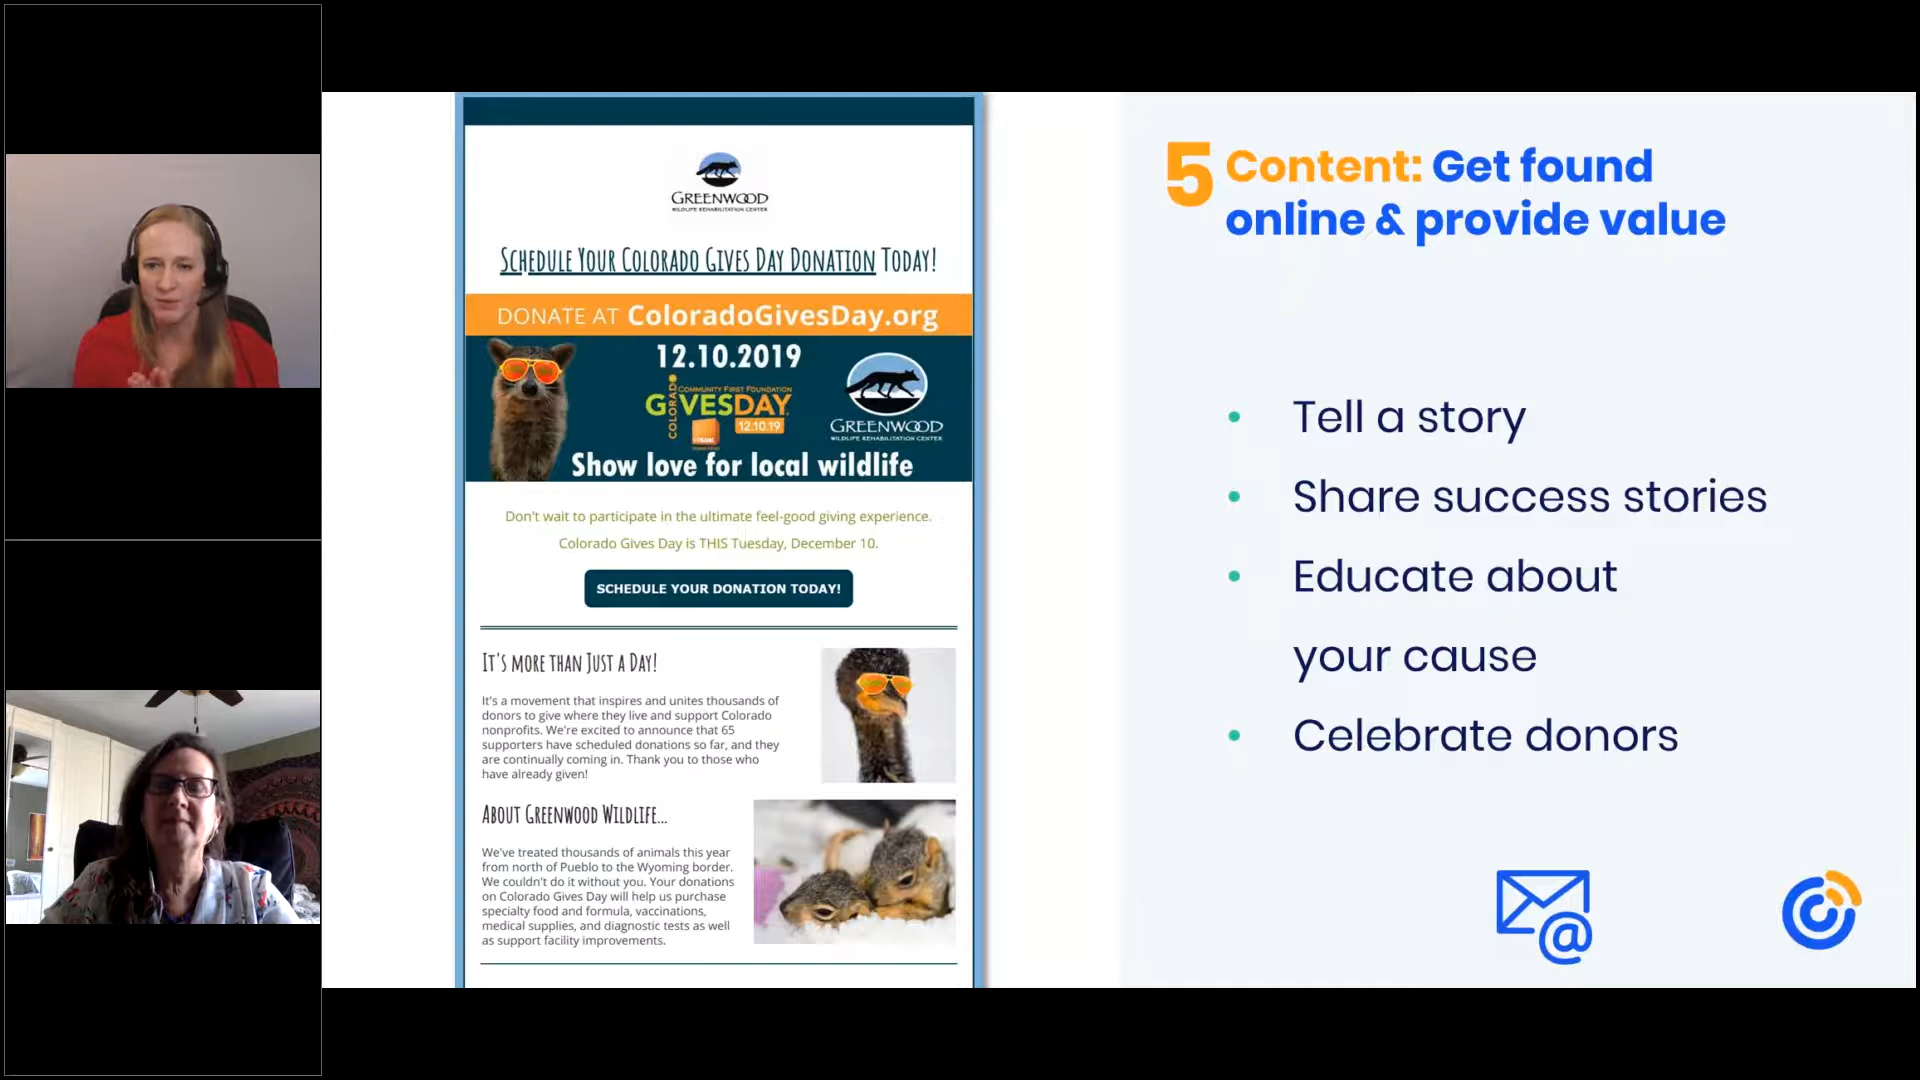 GREENWOOD
WILDLIFE REHABILITATION CENTER
SCHEDULE YOUR COLORADO GIVES DAY DONATION TODAY!
DONATE AT ColoradoGivesDay.org
12.10.2019
COMMUNITY FIRST FOUNDATION
COLORADO
GIVESDAY
12.10.19
GREENWOOD
WILDLIFE REHABILITATION CENTER
Show love for local wildlife
Don't wait to participate in the ultimate feel-good giving experience.
Colorado Gives Day is THIS Tuesday, December 10.
SCHEDULE YOUR DONATION TODAY!
IT'S MORE THAN JUST A DAY!
It's a movement that inspires and unites thousands of
donors to give where they live and support Colorado
nonprofits. We're excited to announce that 65
supporters have scheduled donations so far, and they
are continually coming in. Thank you to those who
have already given!
ABOUT GREENWOOD WILDLIFE...
We've treated thousands of animals this year
from north of Pueblo to the Wyoming border.
We couldn't do it without you. Your donations
on Colorado Gives Day will help us purchase
specialty food and formula, vaccinations,
medical supplies, and diagnostic tests as well
as support facility improvements.
5 Content: Get found
online & provide value
• Tell a story
• Share success stories
• Educate about
your cause
• Celebrate donors
@